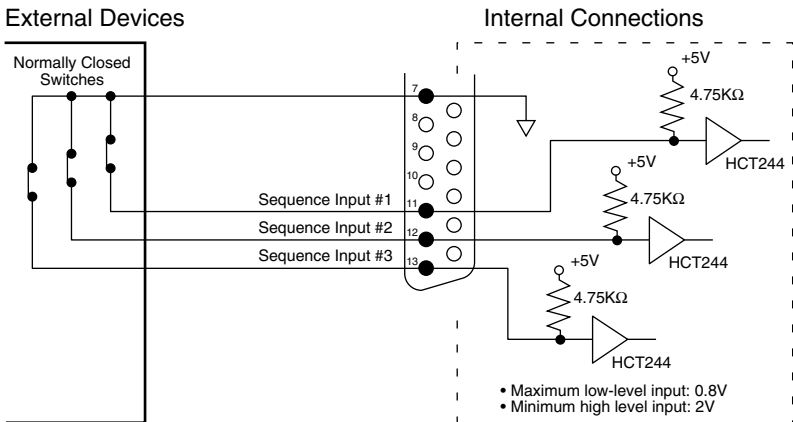 External Devices
Internal Connections
Normally Closed
Switches
+5V
4.75KΩ
HCT244
7
8
9
10
11
12
13
Sequence Input #1
Sequence Input #2
Sequence Input #3
+5V
4.75KΩ
HCT244
+5V
4.75KΩ
HCT244
• Maximum low-level input: 0.8V
• Minimum high level input: 2V